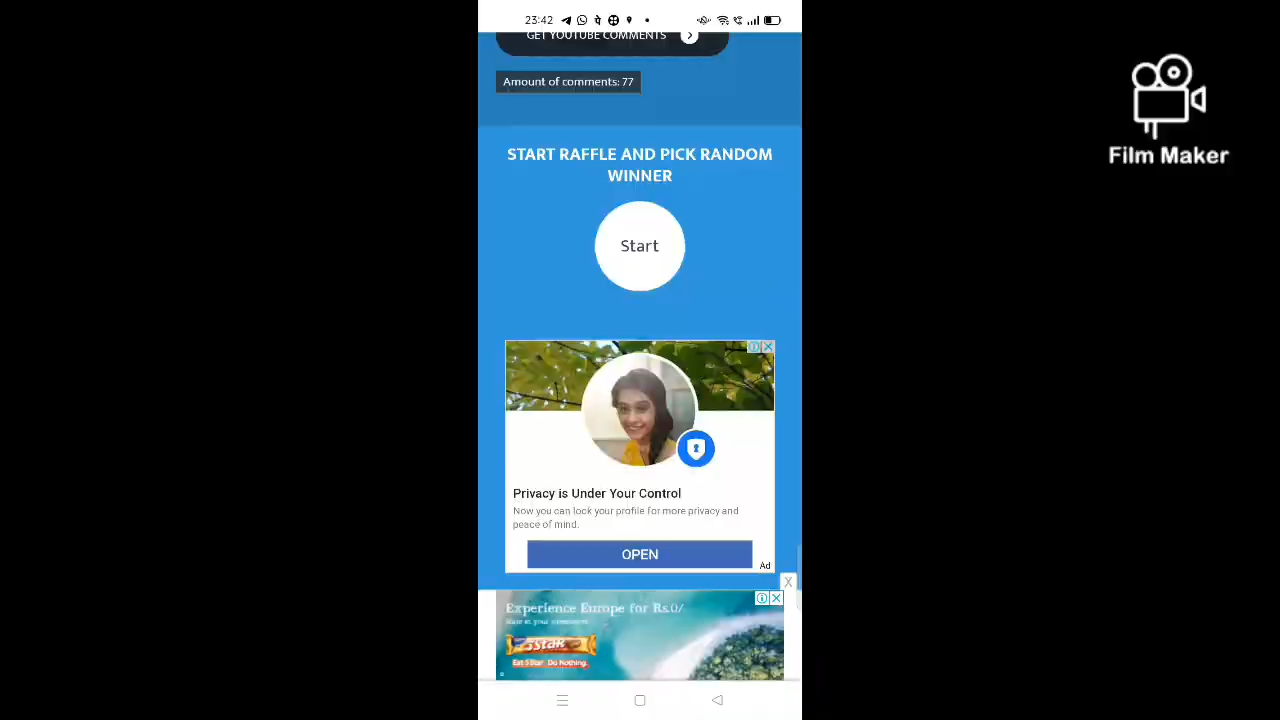 23:42
GET YOUTUBE COMMENTS
Amount of comments: 77
START RAFFLE AND PICK RANDOM
WINNER
Start
Film Maker
Privacy is Under Your Control
Now you can lock your profile for more privacy and
peace of mind.
OPEN
Ad
X
Experience Europe for Rs.0/
5Star
Eat 5Star Do Nothing.